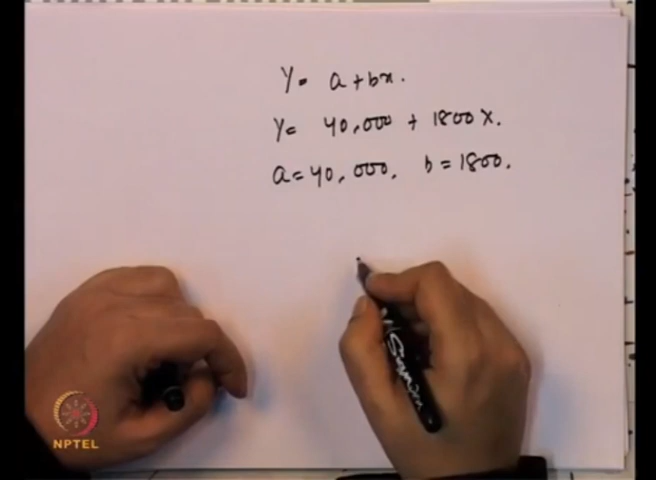 Y = a + bx.
Y = 40,000 + 1800 X.
a = 40,000, b = 1800.
NPTEL